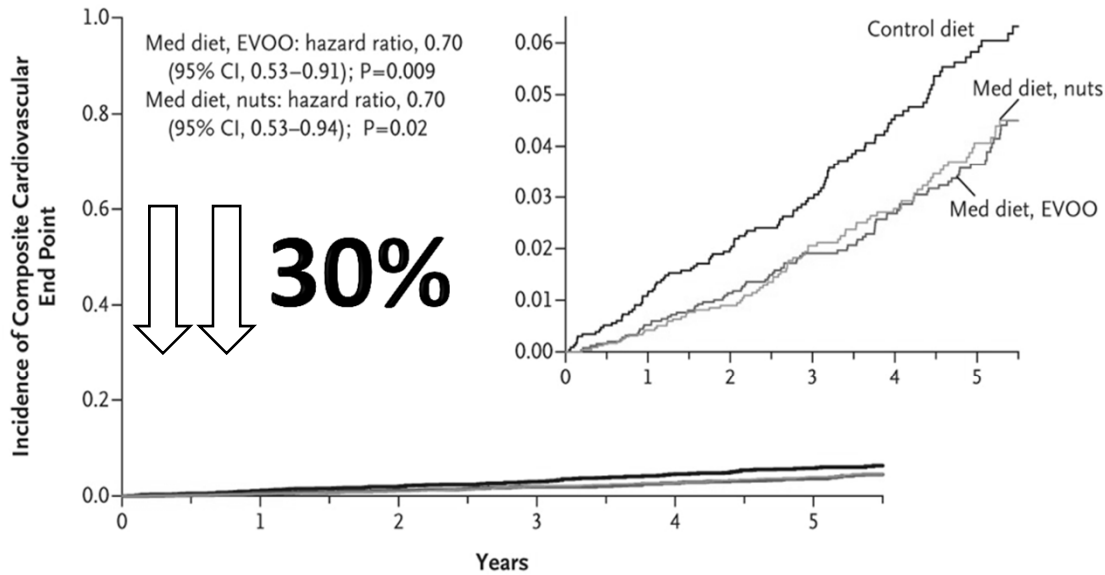 Incidence of Composite Cardiovascular
End Point
1.0
0.8
0.6
0.4
0.2
0.0
Med diet, EVOO: hazard ratio, 0.70
(95% CI, 0.53–0.91); P=0.009
Med diet, nuts: hazard ratio, 0.70
(95% CI, 0.53–0.94); P=0.02
30%
0 1 2 3 4 5
Years
0.06
0.05
0.04
0.03
0.02
0.01
0.00
Control diet
Med diet, nuts
Med diet, EVOO
0 1 2 3 4 5